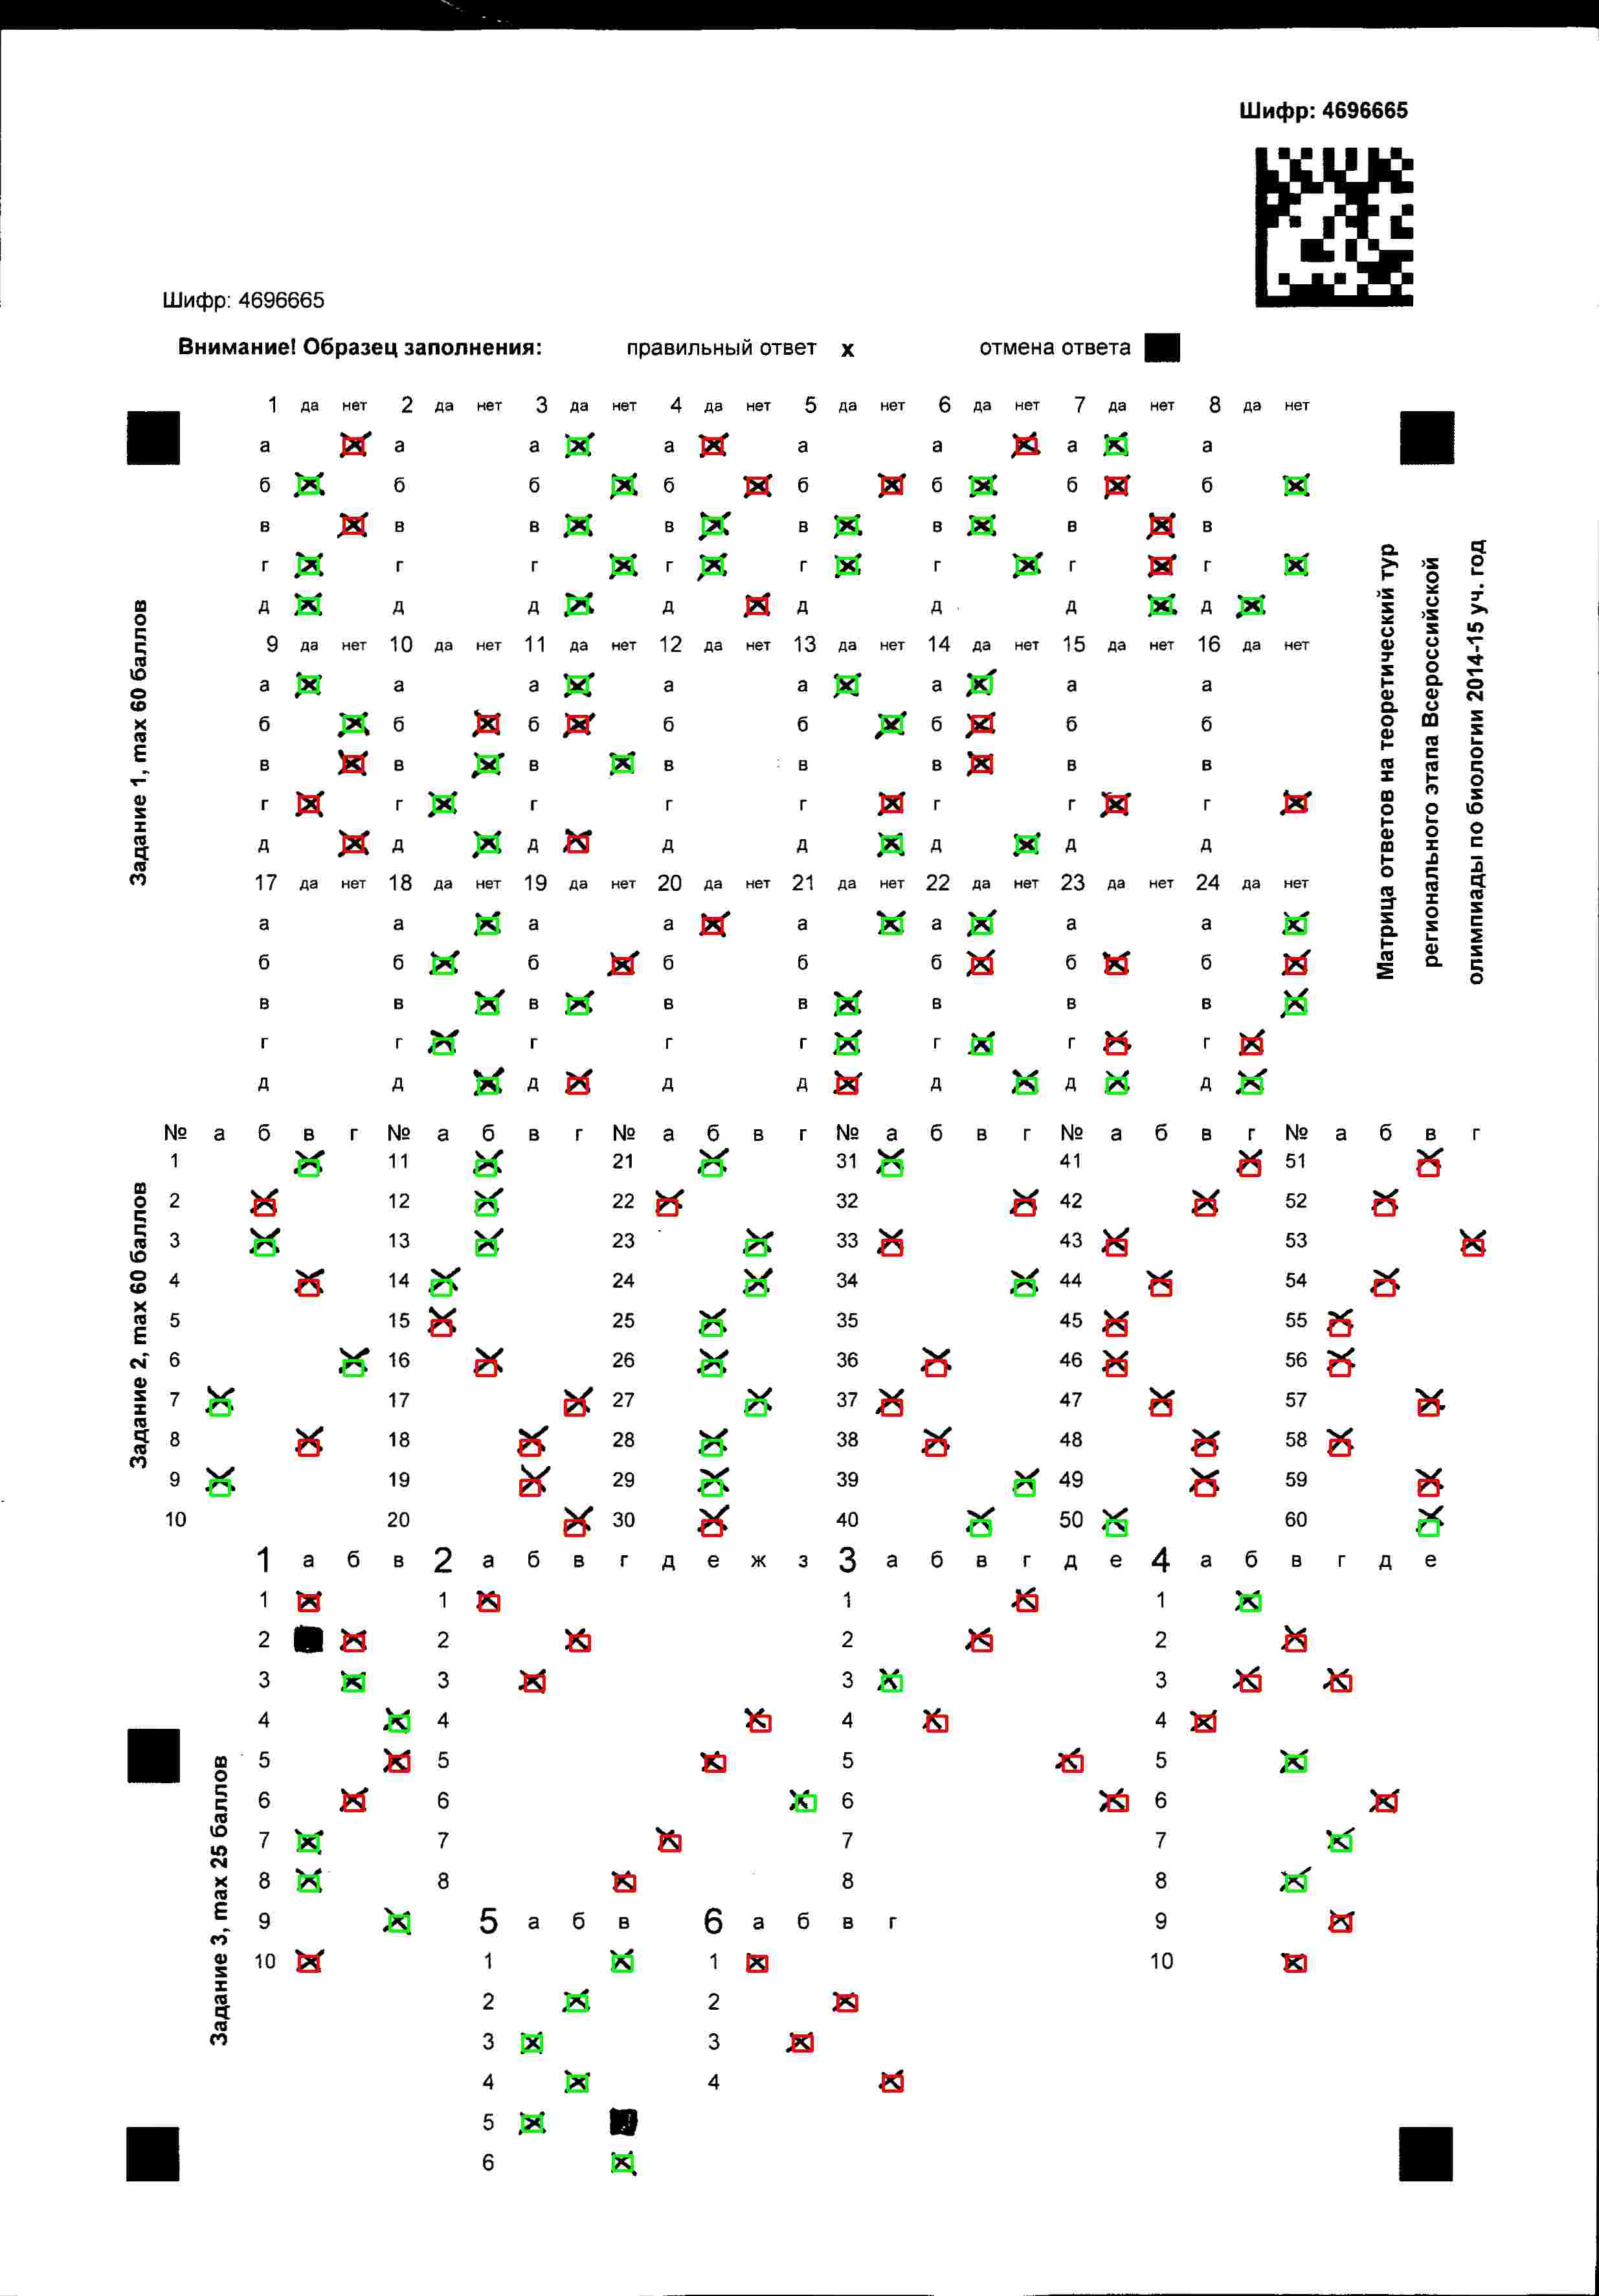 Шифр: 4696665
Шифр: 4696665
Внимание! Образец заполнения: правильный ответ х отмена ответа
1 да нет 2 да нет 3 да нет 4 да нет 5 да нет 6 да нет 7 да нет 8 да нет
а а а а а а а а
б б б б б б б б
в в в в в в в в
г г г г г г г г
д д д д д д д д
9 да нет 10 да нет 11 да нет 12 да нет 13 да нет 14 да нет 15 да нет 16 да нет
а а а а а а а а
б б б б б б б б
в в в в в в в в
г г г г г г г г
д д д д д д д д
17 да нет 18 да нет 19 да нет 20 да нет 21 да нет 22 да нет 23 да нет 24 да нет
а а а а а а а а
б б б б б б б б
в в в в в в в в
г г г г г г г г
д д д д д д д д
Задание 1, max 60 баллов
Матрица ответов на теоретический тур
регионального этапа Всероссийской
олимпиады по биологии 2014-15 уч. год
№ а б в г № а б в г № а б в г № а б в г № а б в г № а б в г
1 11 21 31 41 51
2 12 22 32 42 52
3 13 23 33 43 53
4 14 24 34 44 54
5 15 25 35 45 55
6 16 26 36 46 56
7 17 27 37 47 57
8 18 28 38 48 58
9 19 29 39 49 59
10 20 30 40 50 60
Задание 2, max 60 баллов
1 а б в 2 а б в г д е ж з 3 а б в г д е 4 а б в г д е
1 1 1 1
2 2 2 2
3 3 3 3
4 4 4 4
5 5 5 5
6 6 6 6
7 7 7 7
8 8 8 8
9 5 а б в 6 а б в г 9
10 1 1 10
2 2
3 3
4 4
5
6
Задание 3, max 25 баллов